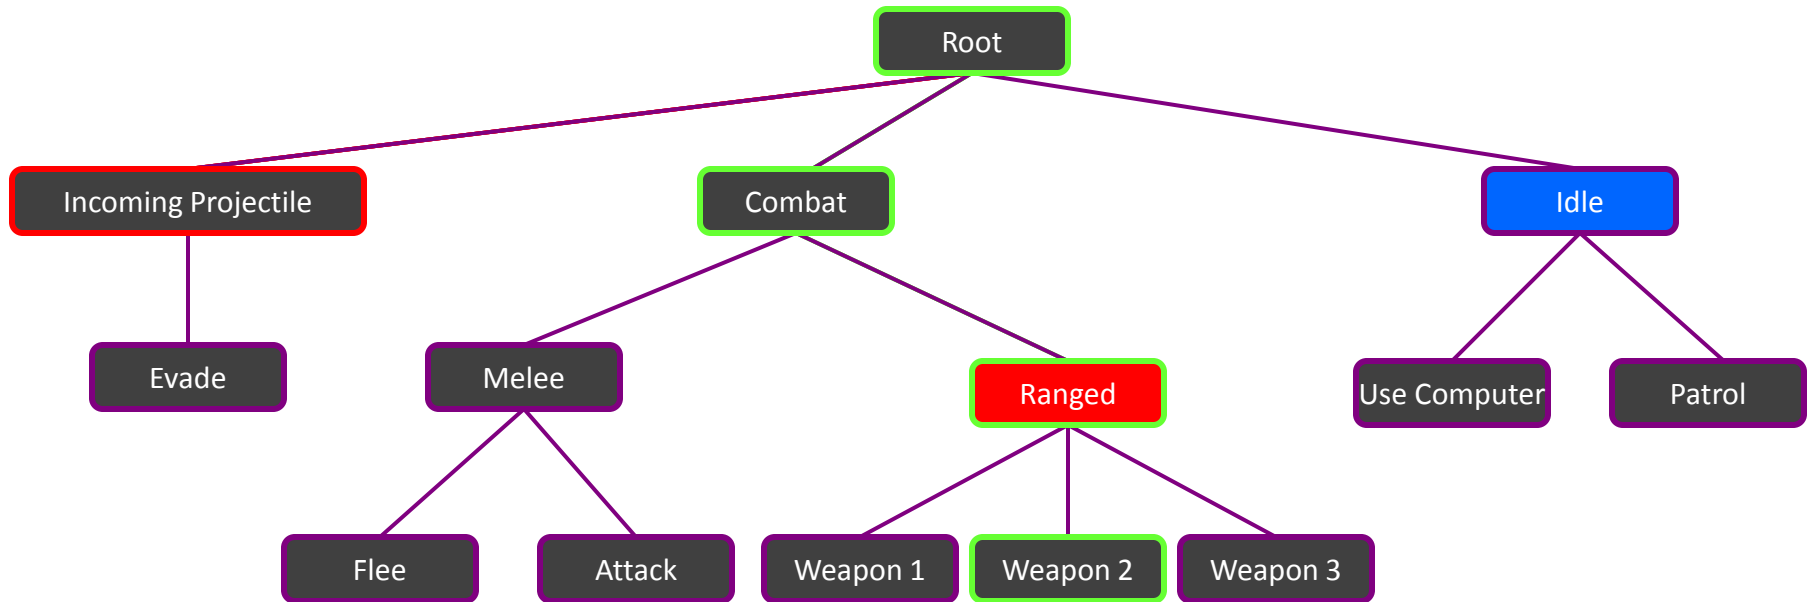 Root
Incoming Projectile
Combat
Idle
Evade
Melee
Ranged
Use Computer
Patrol
Flee
Attack
Weapon 1
Weapon 2
Weapon 3